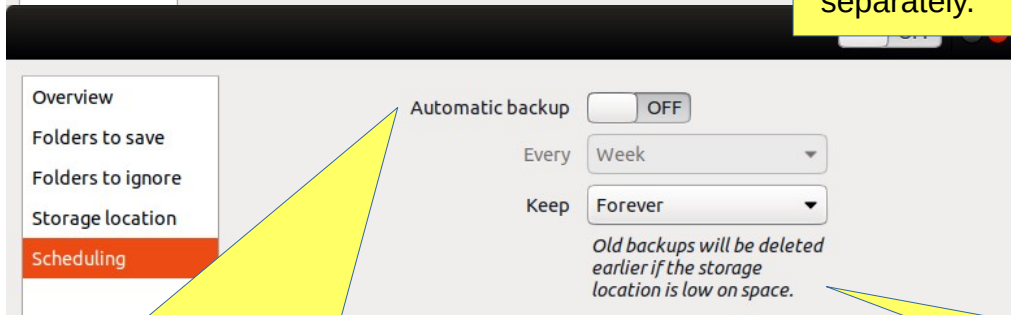 separately.
OFF
Overview
Automatic backup OFF
Folders to save
Every Week
Folders to ignore
Keep Forever
Storage location
Scheduling
Old backups will be deleted
earlier if the storage
location is low on space.